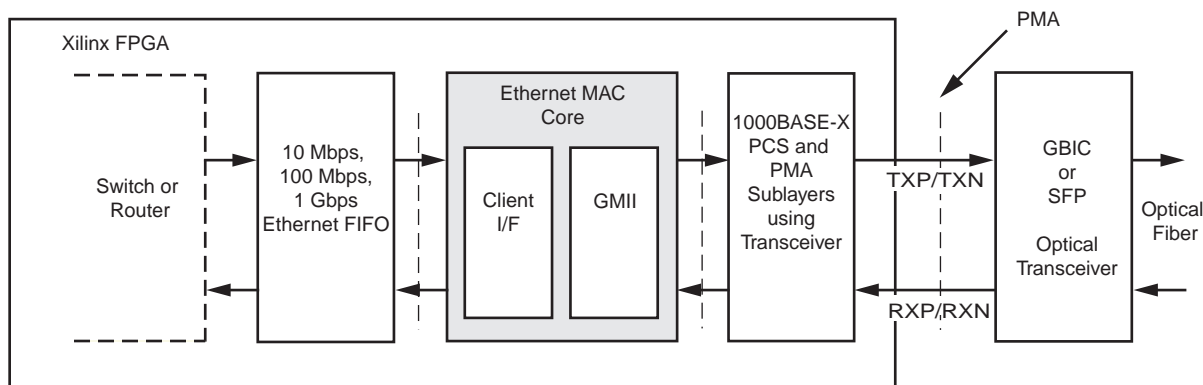 PMA
Xilinx FPGA
Switch or
Router
10 Mbps,
100 Mbps,
1 Gbps
Ethernet FIFO
Ethernet MAC
Core
Client
I/F
GMII
1000BASE-X
PCS and
PMA
Sublayers
using
Transceiver
TXP/TXN
RXP/RXN
GBIC
or
SFP
Optical
Transceiver
Optical
Fiber